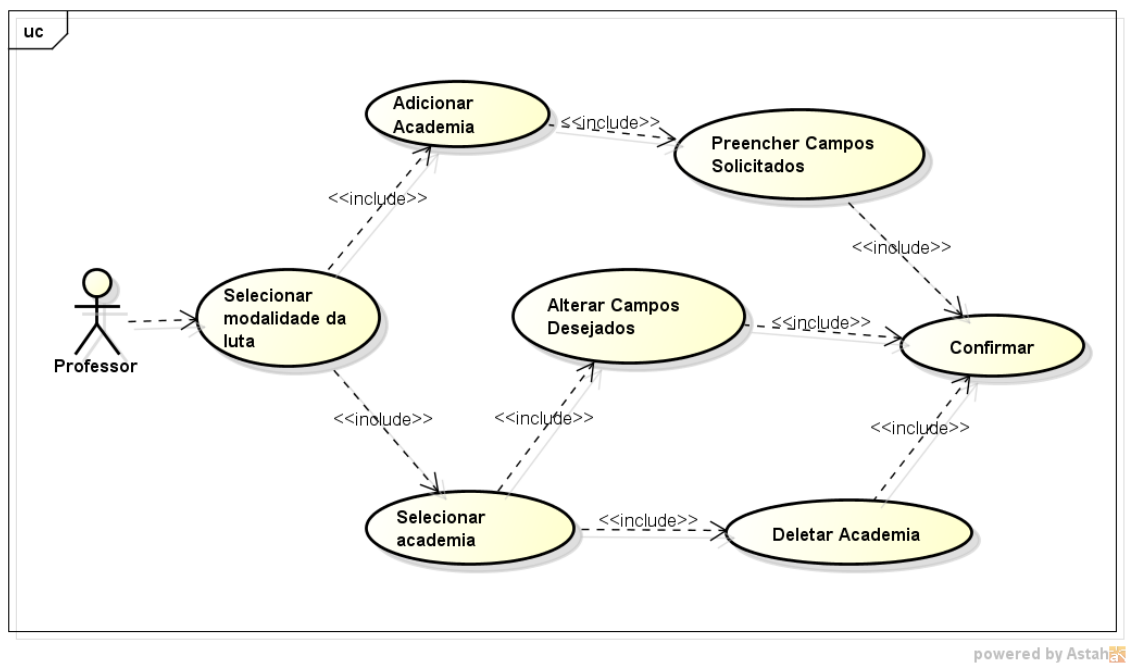 uc
Adicionar
Academia
<<include>>
Preencher Campos
Solicitados
<<include>>
<<include>>
Selecionar
modalidade da
luta
Alterar Campos
Desejados
<<include>>
Confirmar
Professor
<<include>>
<<include>>
<<include>>
Selecionar
academia
<<include>>
Deletar Academia
powered by Astah